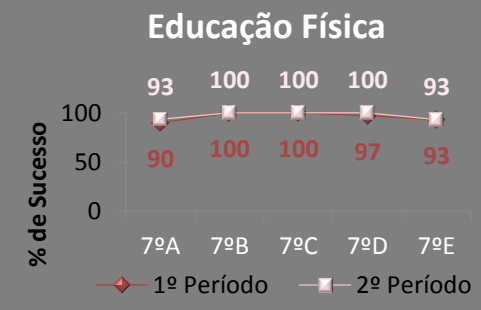 Educação Física
93 100 100 100 93
100
50
0
% de Sucesso
90 100 100 97 93
7ºA 7ºB 7ºC 7ºD 7ºE
1º Período 2º Período